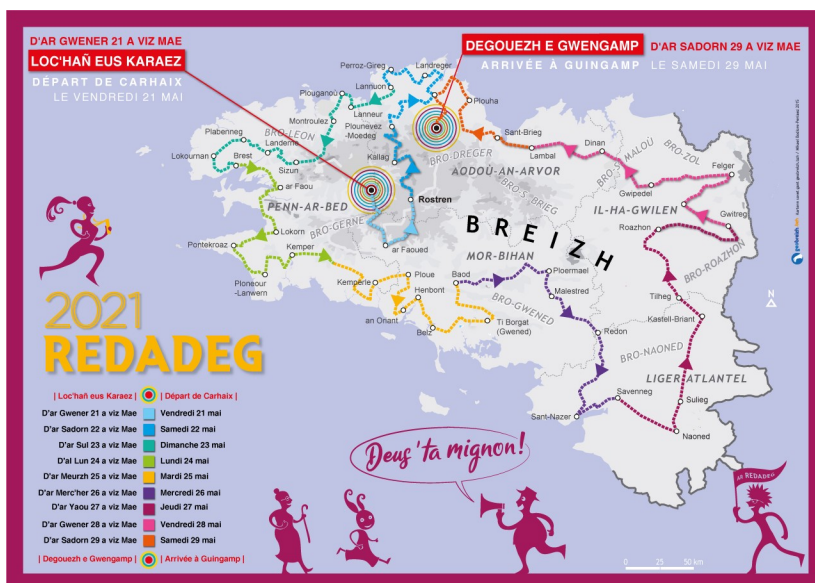 D'AR GWENER 21 A VIZ MAE
LOC'HAÑ EUS KARAEZ
DÉPART DE CARHAIX
LE VENDREDI 21 MAI
DEGOUEZH E GWENGAMP
D'AR SADORN 29 A VIZ MAE
ARRIVÉE À GUINGAMP
LE SAMEDI 29 MAI
Perroz-Gireg
Landreger
Lannuon
Plouganoù
Lanneur
Plouha
Montroulez
Plounevez
-Moedeg
Plabenneg
BRO-LEON
Landerne
Lokournan
Brest
Sizun
Kallag
Sant-Brieg
Lambal
Dinan
BRO-DREGER
BRO-S MALOÙ
BRO-ZOL
AODOÙ-AN-ARVOR
BRO-S BRIEG
Felger
Gwipedel
ar Faou
PENN-AR-BED
Rostren
IL-HA-GWILEN
Gwitreg
BRO-GERNE
Lokorn
ar Faoued
BREIZH
Roazhon
BRO-ROAZHON
Pontekroaz
Kemper
MOR-BIHAN
Ploneour
-Lanwern
Kemperle
Ploue
Baod
Ploermael
Malestred
Henbont
BRO-GWENED
Tilheg
an Oriant
Belz
Ti Borgat
(Gwened)
Kastell-Briant
Redon
BRO-NAONED
LIGER-ATLANTEL
Savenneg
Sulieg
Sant-Nazer
Naoned
N
2021
REDADEG
| Loc'hañ eus Karaez | | Départ de Carhaix |
D'ar Gwener 21 a viz Mae Vendredi 21 mai
D'ar Sadorn 22 a viz Mae Samedi 22 mai
D'ar Sul 23 a viz Mae Dimanche 23 mai
D'al Lun 24 a viz Mae Lundi 24 mai
D'ar Meurzh 25 a viz Mae Mardi 25 mai
D'ar Merc'her 26 a viz Mae Mercredi 26 mai
D'ar Yaou 27 a viz Mae Jeudi 27 mai
D'ar Gwener 28 a viz Mae Vendredi 28 mai
D'ar Sadorn 29 a viz Mae Samedi 29 mai
| Degouezh e Gwengamp | | Arrivée à Guingamp |
Deus 'ta mignon!
AR REDADEG
0 25 50 km